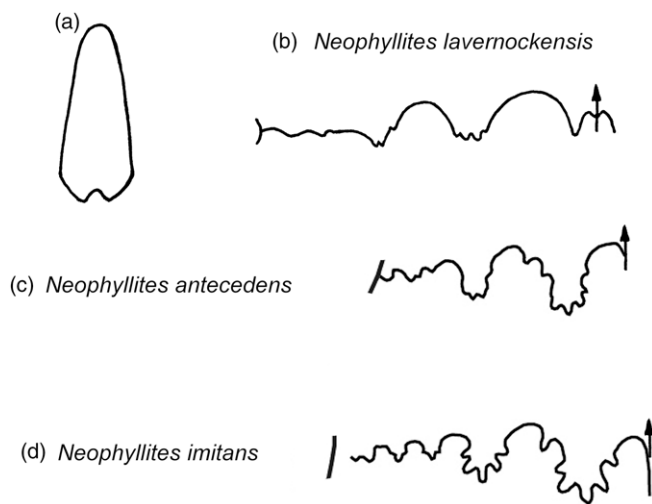 (a)
(b) Neophyllites lavernockensis
(c) Neophyllites antecedens
(d) Neophyllites imitans